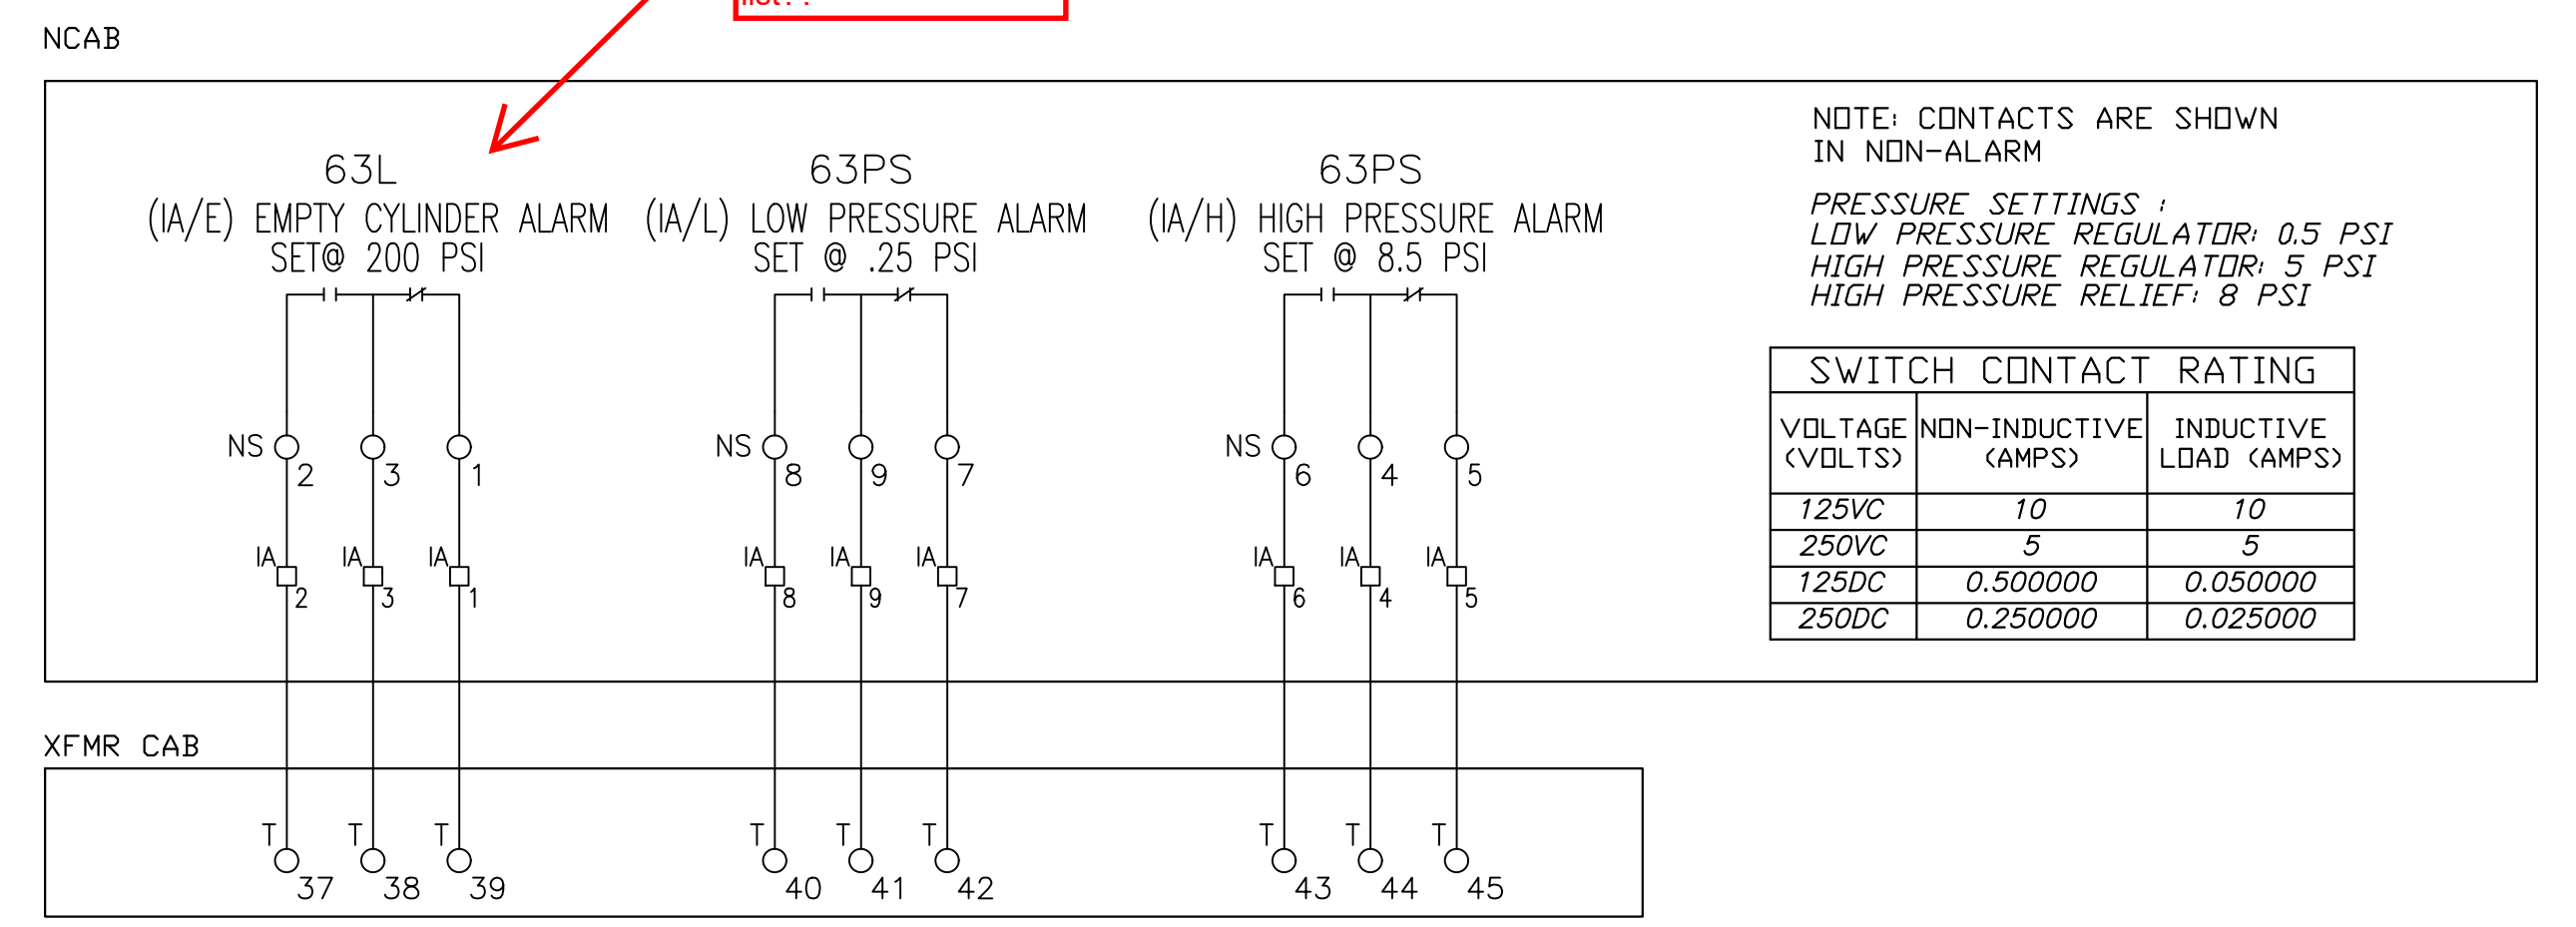 NCAB
NOTE: CONTACTS ARE SHOWN
IN NON-ALARM
63L
(IA/E) EMPTY CYLINDER ALARM
SET@ 200 PSI
63PS
(IA/L) LOW PRESSURE ALARM
SET @ .25 PSI
63PS
(IA/H) HIGH PRESSURE ALARM
SET @ 8.5 PSI
PRESSURE SETTINGS :
LOW PRESSURE REGULATOR: 0.5 PSI
HIGH PRESSURE REGULATOR: 5 PSI
HIGH PRESSURE RELIEF: 8 PSI
SWITCH CONTACT RATING
VOLTAGE
(VOLTS)
NON-INDUCTIVE
(AMPS)
INDUCTIVE
LOAD (AMPS)
125VC 10 10
250VC 5 5
125DC 0.500000 0.050000
250DC 0.250000 0.025000
NS 2 3 1
NS 8 9 7
NS 6 4 5
IA IA IA
2 3 1
IA IA IA
8 9 7
IA IA IA
6 4 5
XFMR CAB
T T T
37 38 39
T T T
40 41 42
T T T
43 44 45